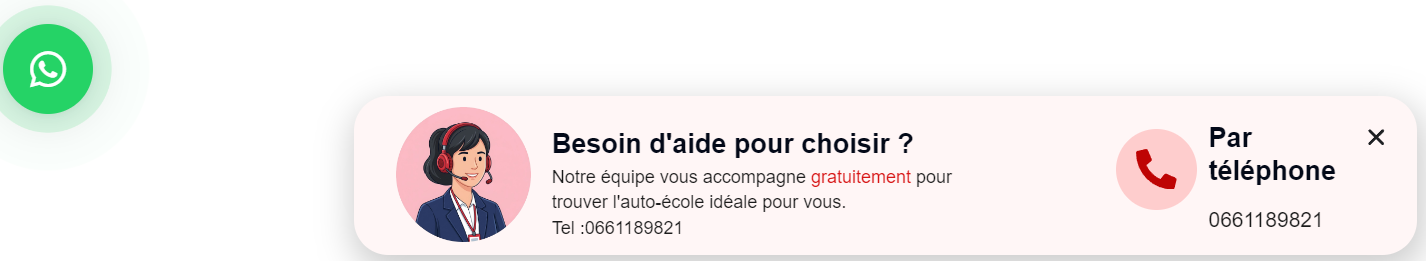 Besoin d'aide pour choisir ?
Notre équipe vous accompagne gratuitement pour
trouver l'auto-école idéale pour vous.
Tel :0661189821
Par
téléphone
0661189821